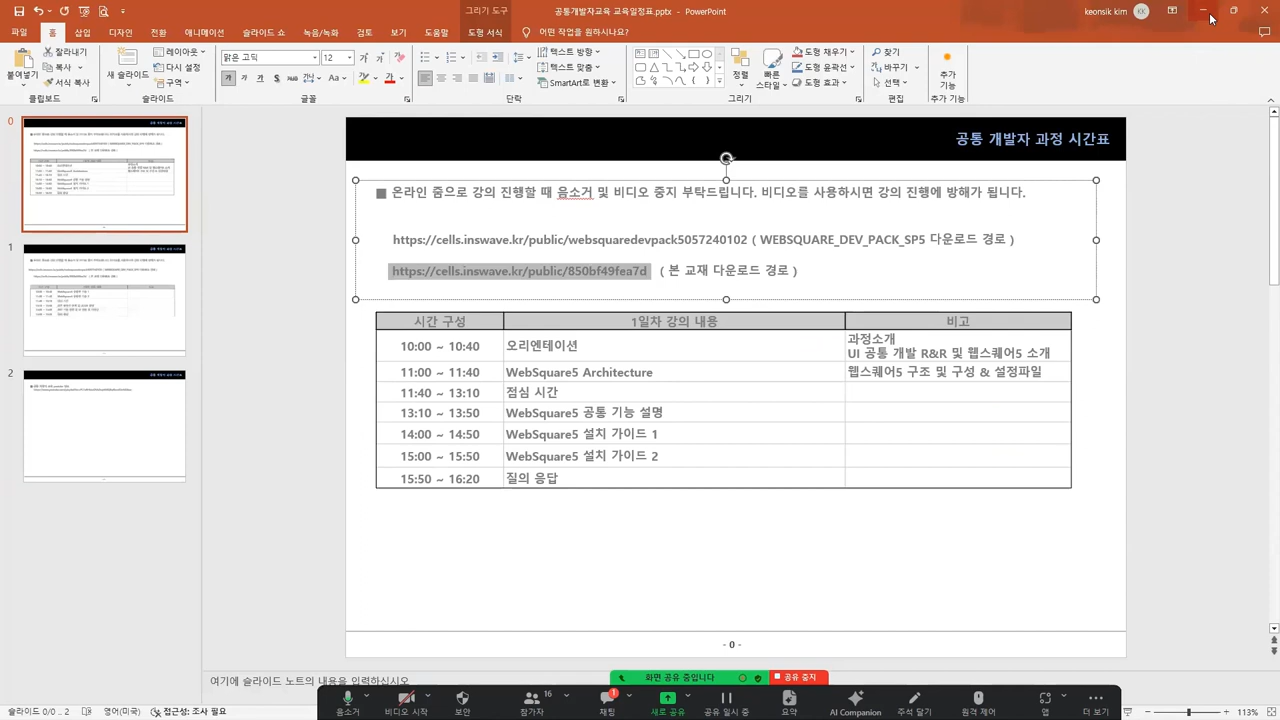 그리기 도구
공통개발자교육 교육일정표.pptx - PowerPoint
keonsik kim
KK
파일
홈
삽입
디자인
전환
애니메이션
슬라이드 쇼
녹음/녹화
검토
보기
도움말
도형 서식
어떤 작업을 원하시나요?
붙여넣기
잘라내기
복사
서식 복사
클립보드
새 슬라이드
레이아웃
다시 설정
구역
슬라이드
맑은 고딕
12
글꼴
텍스트 방향
텍스트 맞춤
SmartArt로 변환
단락
정렬
빠른 스타일
도형 채우기
도형 윤곽선
도형 효과
그리기
찾기
바꾸기
선택
편집
추가 기능
추가 기능
0
1
2
개발자 과정 시간표
■ 온라인 줌으로 강의 진행할 때 음소거 및 비디오 중지 부탁드립니다. 비디오를 사용하시면 강의 진행에 방해가 됩니다.
https://cells.inswave.kr/public/websquaredevpack5057240102 ( WEBSQUARE_DEV_PACK_SP5 다운로드 경로 )
https://cells.inswave.kr/public/850bf49fea7d ( 본 교재 다운로드 경로 )
시간 구성 1일차 강의 내용 비고
10:00 ~ 10:40 오리엔테이션 과정소개
UI 공통 개발 R&R 및 웹스퀘어5 소개
11:00 ~ 11:40 WebSquare5 Architecture 웹스퀘어5 구조 및 구성 & 설정파일
11:40 ~ 13:10 점심 시간
13:10 ~ 13:50 WebSquare5 공통 기능 설명
14:00 ~ 14:50 WebSquare5 설치 가이드 1
15:00 ~ 15:50 WebSquare5 설치 가이드 2
15:50 ~ 16:20 질의 응답
- 0 -
여기에 슬라이드 노트의 내용을 입력하십시오
화면 공유 중입니다
공유 중지
음소거
비디오 시작
보안
16
참가자
1
채팅
새로 공유
공유 일시 중
요약
AI Companion
주석 달기
원격 제어
앱
더 보기
슬라이드 0/0 .. 2
영어(미국)
접근성: 조사 필요
113%